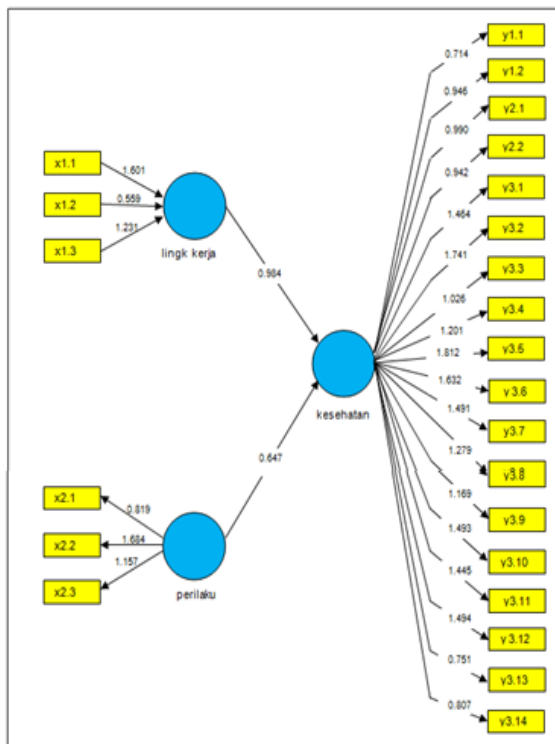 x1.1
1.601
x1.2
0.559
x1.3
1.231
lingk kerja
0.984
x2.1
0.819
x2.2
1.684
x2.3
1.157
perilaku
0.647
kesehatan
0.714
y1.1
0.946
y1.2
0.990
y2.1
0.942
y2.2
1.464
y3.1
1.741
y3.2
1.026
y3.3
1.201
y3.4
1.812
y3.5
1.632
y3.6
1.491
y3.7
1.279
y3.8
1.169
y3.9
1.493
y3.10
1.445
y3.11
1.494
y3.12
0.751
y3.13
0.807
y3.14